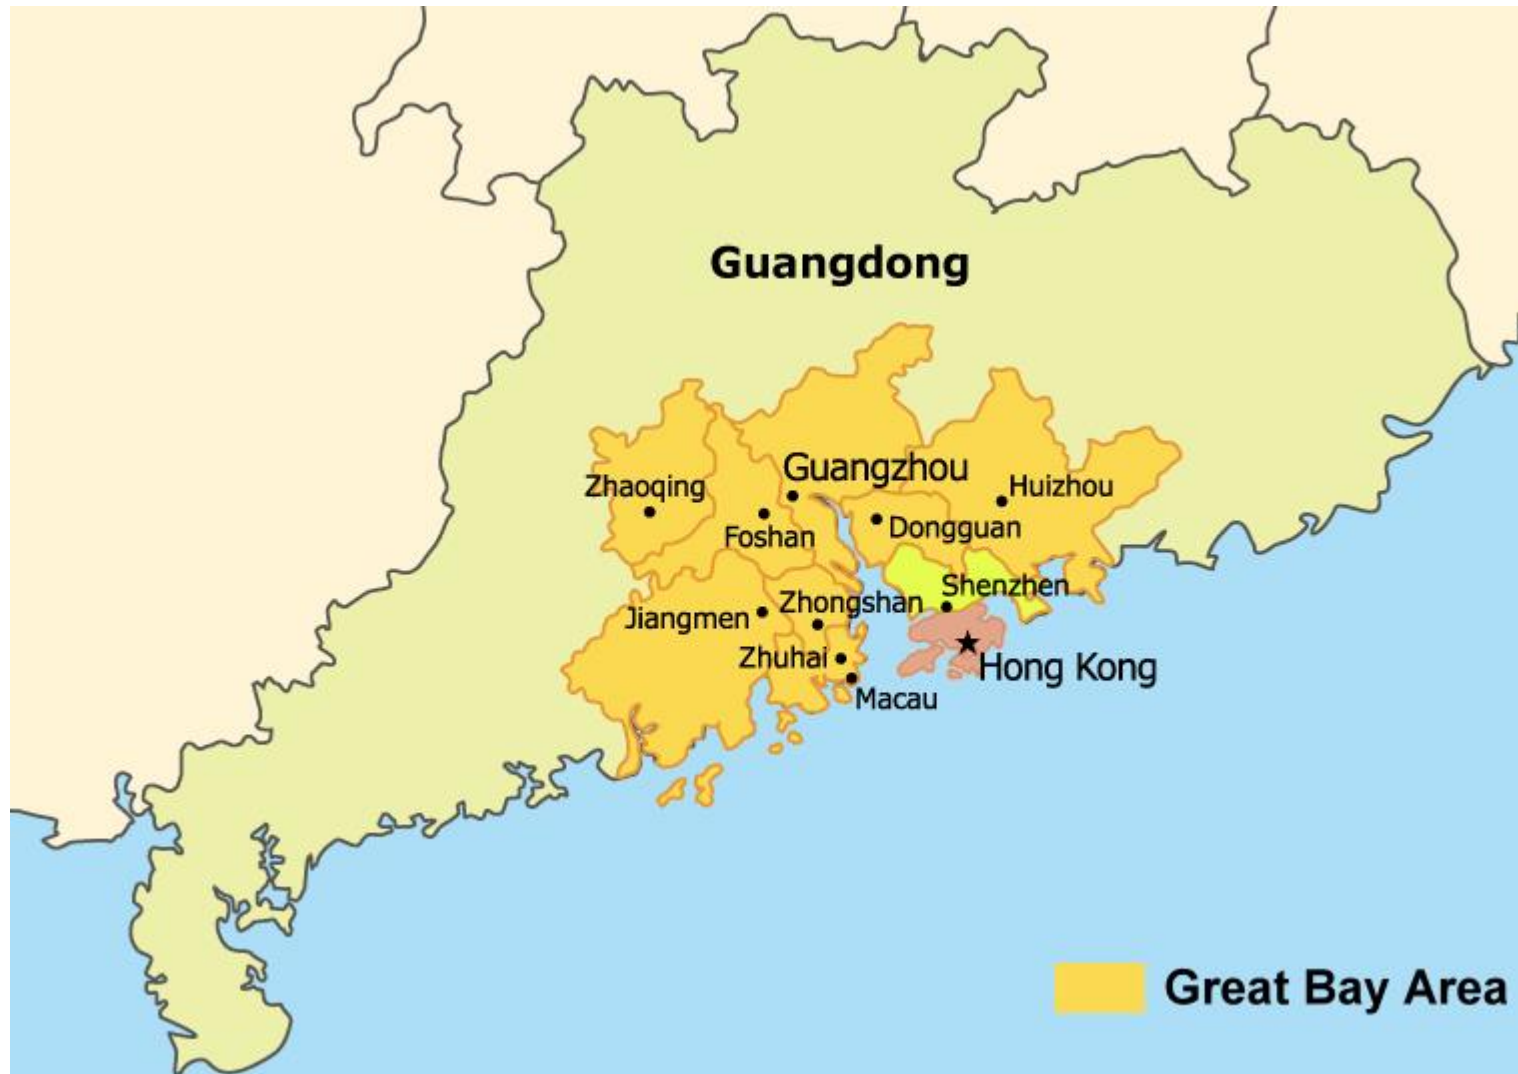 Guangdong
Guangzhou
Zhaoqing
Huizhou
Foshan
Dongguan
Shenzhen
Zhongshan
Jiangmen
Zhuhai
Hong Kong
Macau
Great Bay Area